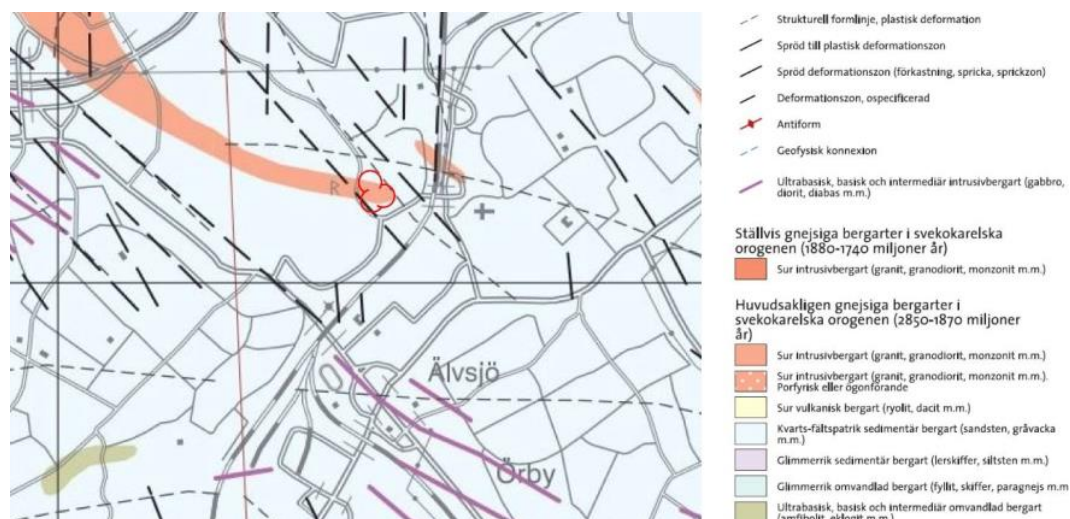 R
Älvsjö
Örby
Strukturell formlinje, plastisk deformation
Spröd till plastisk deformationszon
Spröd deformationszon (förkastning, spricka, sprickzon)
Deformationszon, ospecificerad
Antiform
Geofysisk konnexion
Ultrabasisk, basisk och intermediär intrusivbergart (gabbro,
diorit, diabas m.m.)
Ställvis gnejsiga bergarter i svekokarelska
orogenen (1880-1740 miljoner år)
Sur intrusivbergart (granit, granodiorit, monzonit m.m.)
Huvudsakligen gnejsiga bergarter i
svekokarelska orogenen (2850-1870 miljoner
år)
Sur intrusivbergart (granit, granodiorit, monzonit m.m.)
Sur intrusivbergart (granit, granodiorit, monzonit m.m.).
Porfyrisk eller ögonförande
Sur vulkanisk bergart (ryolit, dacit m.m.)
Kvarts-fältspatrik sedimentär bergart (sandsten, gråvacka
m.m.)
Glimmerrik sedimentär bergart (lerskiffer, siltsten m.m.)
Glimmerrik omvandlad bergart (fyllit, skiffer, paragnejs m.m
Ultrabasisk, basisk och intermediär omvandlad bergart
(amfibolit, eklogit m.m.)